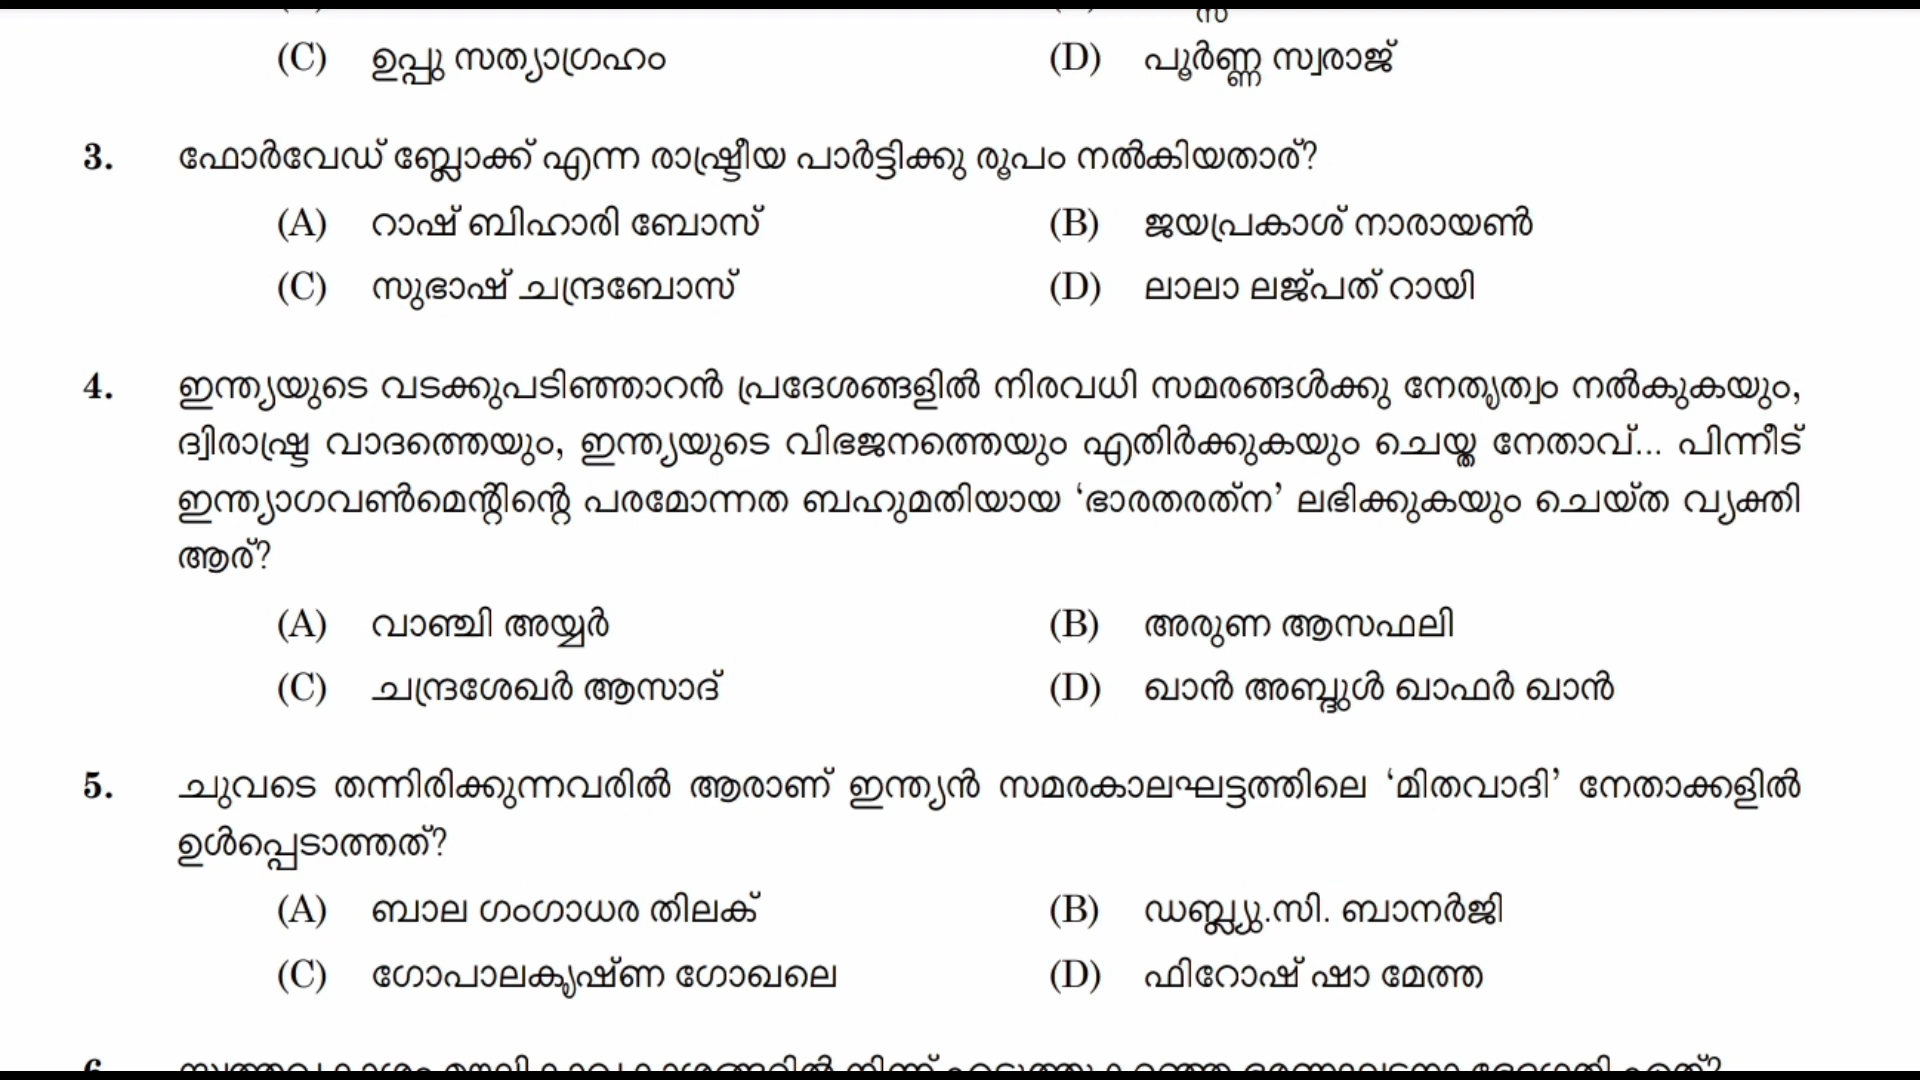 (C) ഉപ്പു സത്യാഗ്രഹം (D) പൂർണ്ണ സ്വരാജ്
3. ഫോർവേഡ് ബ്ലോക്ക് എന്ന രാഷ്ട്രീയ പാർട്ടിക്കു രൂപം നൽകിയതാര്?
(A) റാഷ് ബിഹാരി ബോസ് (B) ജയപ്രകാശ് നാരായൺ
(C) സുഭാഷ് ചന്ദ്രബോസ് (D) ലാലാ ലജ്പത് റായി
4. ഇന്ത്യയുടെ വടക്കുപടിഞ്ഞാറൻ പ്രദേശങ്ങളിൽ നിരവധി സമരങ്ങൾക്കു നേതൃത്വം നൽകുകയും,
ദ്വിരാഷ്ട്ര വാദത്തെയും, ഇന്ത്യയുടെ വിഭജനത്തെയും എതിർക്കുകയും ചെയ്ത നേതാവ്... പിന്നീട്
ഇന്ത്യാഗവൺമെന്റിന്റെ പരമോന്നത ബഹുമതിയായ ‘ഭാരതരത്ന’ ലഭിക്കുകയും ചെയ്ത വ്യക്തി
ആര്?
(A) വാഞ്ചി അയ്യർ (B) അരുണ ആസഫലി
(C) ചന്ദ്രശേഖർ ആസാദ് (D) ഖാൻ അബ്ദുൾ ഖാഫർ ഖാൻ
5. ചുവടെ തന്നിരിക്കുന്നവരിൽ ആരാണ് ഇന്ത്യൻ സമരകാലഘട്ടത്തിലെ ‘മിതവാദി’ നേതാക്കളിൽ
ഉൾപ്പെടാത്തത്?
(A) ബാല ഗംഗാധര തിലക് (B) ഡബ്ല്യു.സി. ബാനർജി
(C) ഗോപാലകൃഷ്ണ ഗോഖലെ (D) ഫിറോഷ് ഷാ മേത്ത